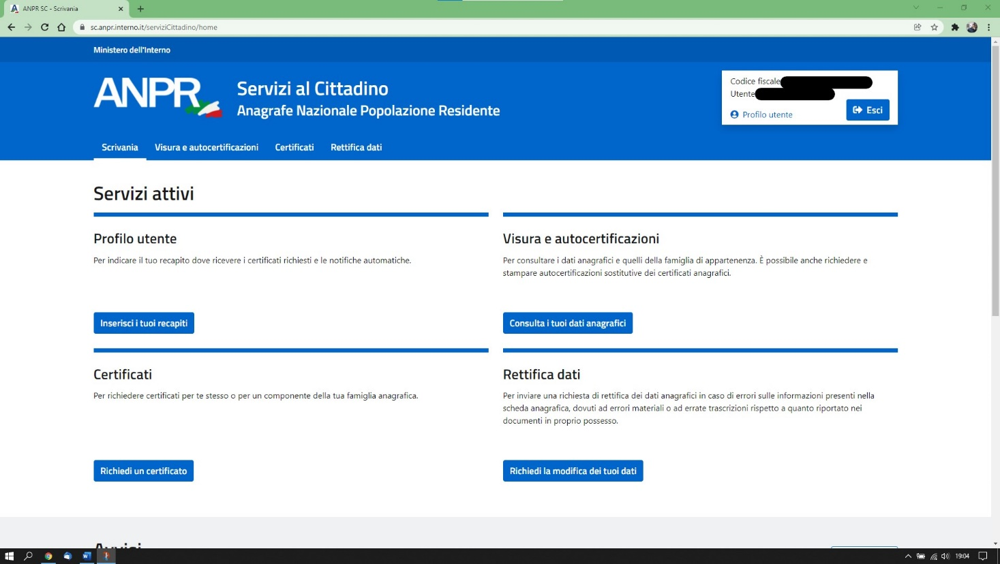 ANPR SC - Scrivania
sc.anpr.interno.it/serviziCittadino/home
Ministero dell'Interno
ANPR
Servizi al Cittadino
Anagrafe Nazionale Popolazione Residente
Codice fiscale
Utente
Profilo utente
Esci
Scrivania Visura e autocertificazioni Certificati Rettifica dati
Servizi attivi
Profilo utente
Per indicare il tuo recapito dove ricevere i certificati richiesti e le notifiche automatiche.
Inserisci i tuoi recapiti
Visura e autocertificazioni
Per consultare i dati anagrafici e quelli della famiglia di appartenenza. È possibile anche richiedere e
stampare autocertificazioni sostitutive dei certificati anagrafici.
Consulta i tuoi dati anagrafici
Certificati
Per richiedere certificati per te stesso o per un componente della tua famiglia anagrafica.
Richiedi un certificato
Rettifica dati
Per inviare una richiesta di rettifica dei dati anagrafici in caso di errori sulle informazioni presenti nella
scheda anagrafica, dovuti ad errori materiali o ad errate trascrizioni rispetto a quanto riportato nei
documenti in proprio possesso.
Richiedi la modifica dei tuoi dati
Avvisi
19:04